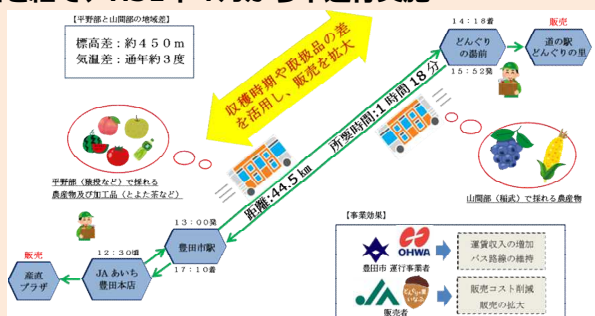 【平野部と山間部の地域差】
標高差：約４５０ｍ
気温差：通年約３度
収穫時期や取扱品の差
を活用し、販売を拡大
14：18着
どんぐり
の湯前
15：52発
販売
道の駅
どんぐりの里
所要時間:1時間18分
距離:44.5km
平野部（猿投など）で採れる
農産物及び加工品（とよた茶など）
山間部（稲武）で採れる農産物
13：00発
豊田市駅
17：10着
12：30頃
JAあいち
豊田本店
販売
産直
プラザ
【事業効果】
OHWA
豊田市 運行事業者
運賃収入の増加
バス路線の維持
JA
販売者
販売コスト削減
販売の拡大